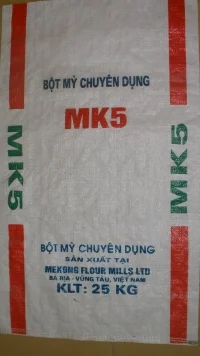 BỘT MỲ CHUYÊN DỤNG
MK5
MK5
MK5
BỘT MỲ CHUYÊN DỤNG
SẢN XUẤT TẠI
MEKONG FLOUR MILLS LTD
BÀ RỊA - VŨNG TÀU, VIỆT NAM
KLT: 25 KG